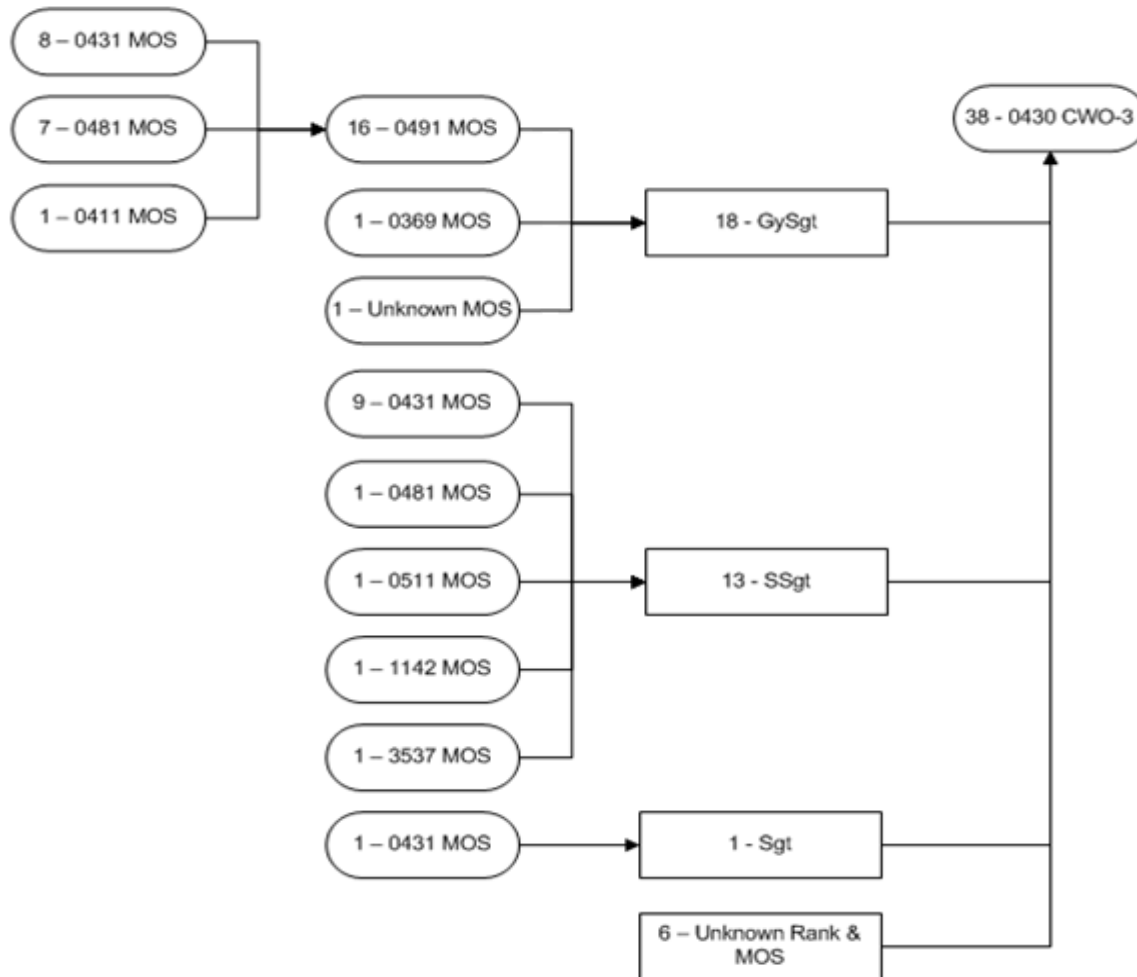 8 – 0431 MOS
7 – 0481 MOS
1 – 0411 MOS
16 – 0491 MOS
1 – 0369 MOS
1 – Unknown MOS
9 – 0431 MOS
1 – 0481 MOS
1 – 0511 MOS
1 – 1142 MOS
1 – 3537 MOS
1 – 0431 MOS
18 - GySgt
13 - SSgt
1 - Sgt
6 – Unknown Rank &
MOS
38 - 0430 CWO-3